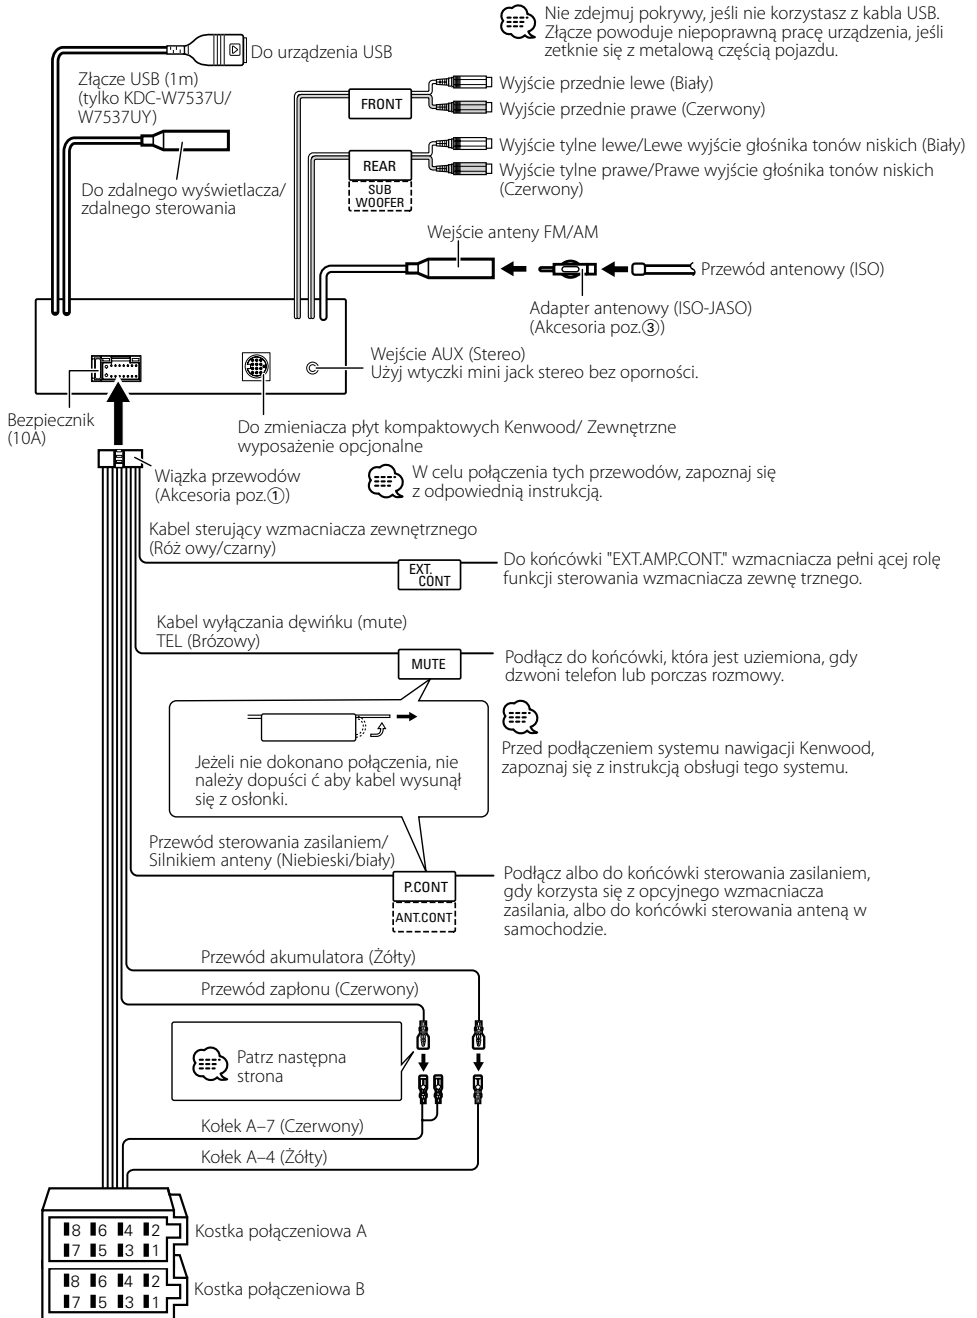 Nie zdejmuj pokrywy, jeśli nie korzystasz z kabla USB.
Złącze powoduje niepoprawną pracę urządzenia, jeśli
zetknie się z metalową częścią pojazdu.
Do urządzenia USB
Złącze USB (1m)
(tylko KDC-W7537U/
W7537UY)
FRONT
Wyjście przednie lewe (Biały)
Wyjście przednie prawe (Czerwony)
REAR
SUB
WOOFER
Wyjście tylne lewe/Lewe wyjście głośnika tonów niskich (Biały)
Wyjście tylne prawe/Prawe wyjście głośnika tonów niskich
(Czerwony)
Do zdalnego wyświetlacza/
zdalnego sterowania
Wejście anteny FM/AM
Przewód antenowy (ISO)
Adapter antenowy (ISO-JASO)
(Akcesoria poz.③)
Wejście AUX (Stereo)
Użyj wtyczki mini jack stereo bez oporności.
Bezpiecznik
(10A)
Do zmieniacza płyt kompaktowych Kenwood/ Zewnętrzne
wyposażenie opcjonalne
Wiązka przewodów
(Akcesoria poz.①)
W celu połączenia tych przewodów, zapoznaj się
z odpowiednią instrukcją.
Kabel sterujący wzmacniacza zewnętrznego
(Róż owy/czarny)
EXT.
CONT
Do końcówki "EXT.AMP.CONT." wzmacniacza pełni ącej rolę
funkcji sterowania wzmacniacza zewnę trznego.
Kabel wyłączania dęwińku (mute)
TEL (Brózowy)
MUTE
Podłącz do końcówki, która jest uziemiona, gdy
dzwoni telefon lub porczas rozmowy.
Jeżeli nie dokonano połączenia, nie
należy dopuści ć aby kabel wysunął
się z osłonki.
Przed podłączeniem systemu nawigacji Kenwood,
zapoznaj się z instrukcją obsługi tego systemu.
Przewód sterowania zasilaniem/
Silnikiem anteny (Niebieski/biały)
P.CONT
ANT.CONT
Podłącz albo do końcówki sterowania zasilaniem,
gdy korzysta się z opcyjnego wzmacniacza
zasilania, albo do końcówki sterowania anteną w
samochodzie.
Przewód akumulatora (Żółty)
Przewód zapłonu (Czerwony)
Patrz następna
strona
Kołek A–7 (Czerwony)
Kołek A–4 (Żółty)
8 6 4 2
7 5 3 1
Kostka połączeniowa A
8 6 4 2
7 5 3 1
Kostka połączeniowa B